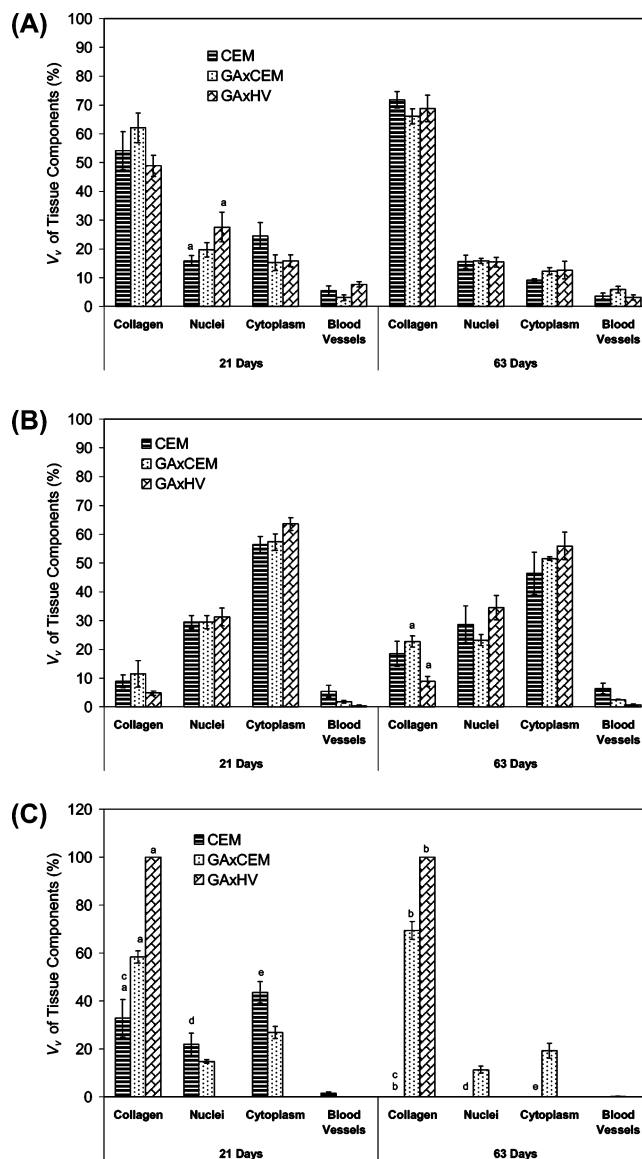 (A)
100
90
80
70
60
50
40
30
20
10
0
Vv of Tissue Components (%)
CEM
GAxCEM
GAxHV
a
a
Collagen Nuclei Cytoplasm Blood Vessels Collagen Nuclei Cytoplasm Blood Vessels
21 Days 63 Days
(B)
100
90
80
70
60
50
40
30
20
10
0
Vv of Tissue Components (%)
CEM
GAxCEM
GAxHV
a
a
Collagen Nuclei Cytoplasm Blood Vessels Collagen Nuclei Cytoplasm Blood Vessels
21 Days 63 Days
(C)
120
100
80
60
40
20
0
Vv of Tissue Components (%)
CEM
GAxCEM
GAxHV
a b
b
a
c
a
e
d
c
b d e
Collagen Nuclei Cytoplasm Blood Vessels Collagen Nuclei Cytoplasm Blood Vessels
21 Days 63 Days